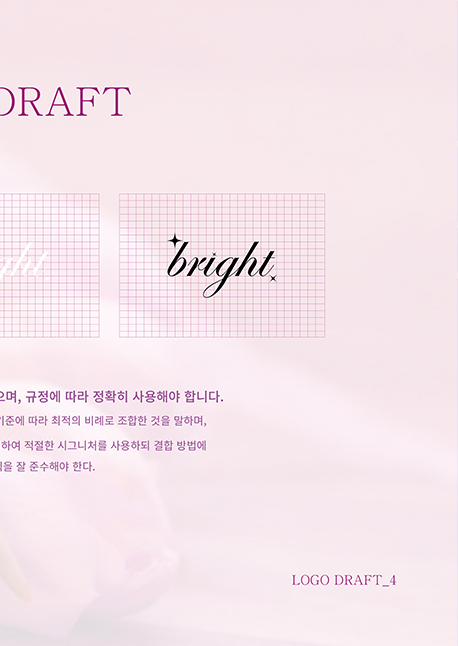 DRAFT
ght
bright
으며, 규정에 따라 정확히 사용해야 합니다.
기준에 따라 최적의 비례로 조합한 것을 말하며,
하여 적절한 시그니처를 사용하되 결합 방법에
을 잘 준수해야 한다.
LOGO DRAFT_4